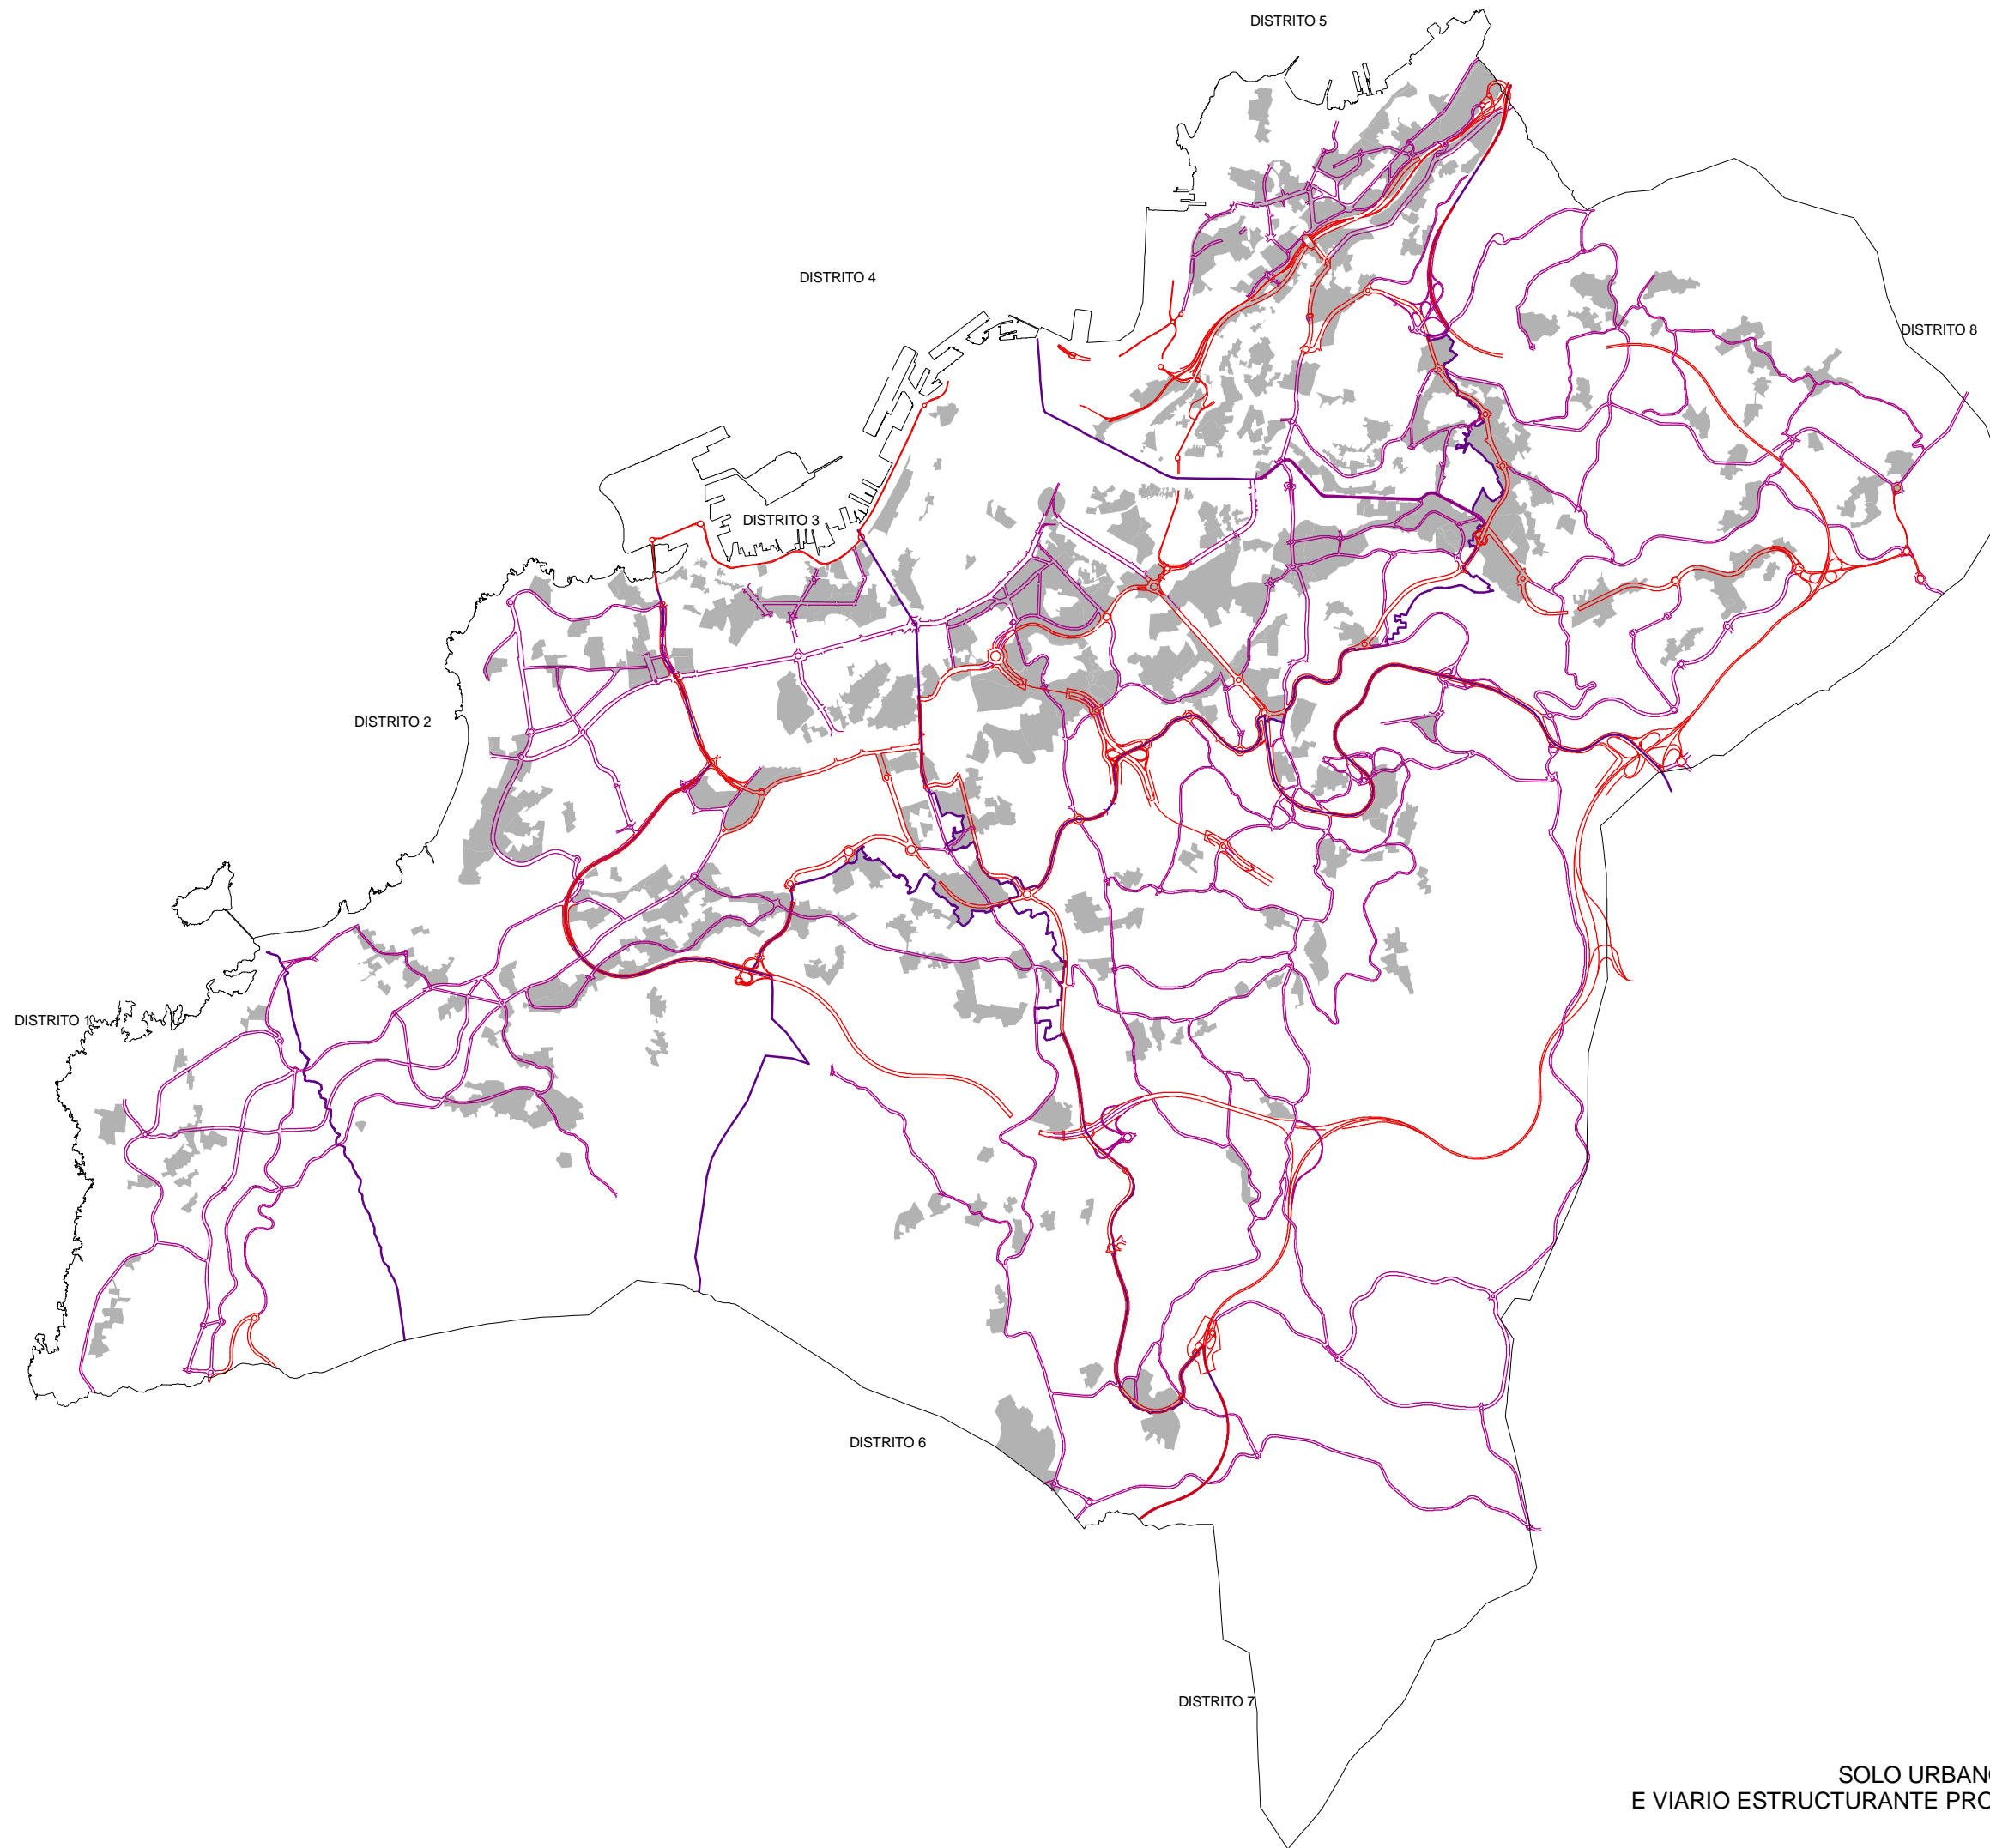 DISTRITO 5
DISTRITO 4
DISTRITO 8
DISTRITO 3
DISTRITO 2
DISTRITO 1
DISTRITO 6
DISTRITO 7
SOLO URBANO
E VIARIO ESTRUCTURANTE PRO